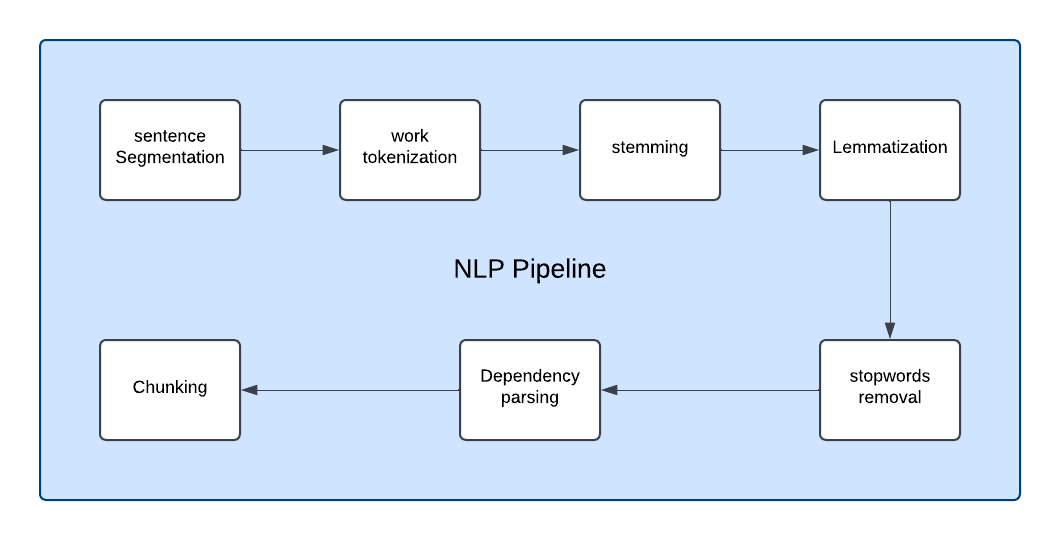 sentence
Segmentation
work
tokenization
stemming
Lemmatization
NLP Pipeline
Chunking
Dependency
parsing
stopwords
removal